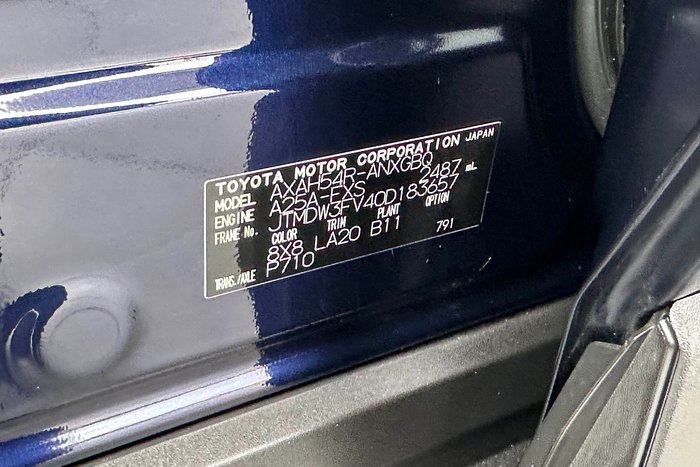 TOYOTA MOTOR CORPORATION JAPAN
MODEL AXAH54R-ANXGBQ
ENGINE A25A-FXS 2487 mL
FRAME No. JTMDW3FV40D183657
COLOR TRIM PLANT OPTION
8X8 LA20 B11 791
TRANS./AXLE P710